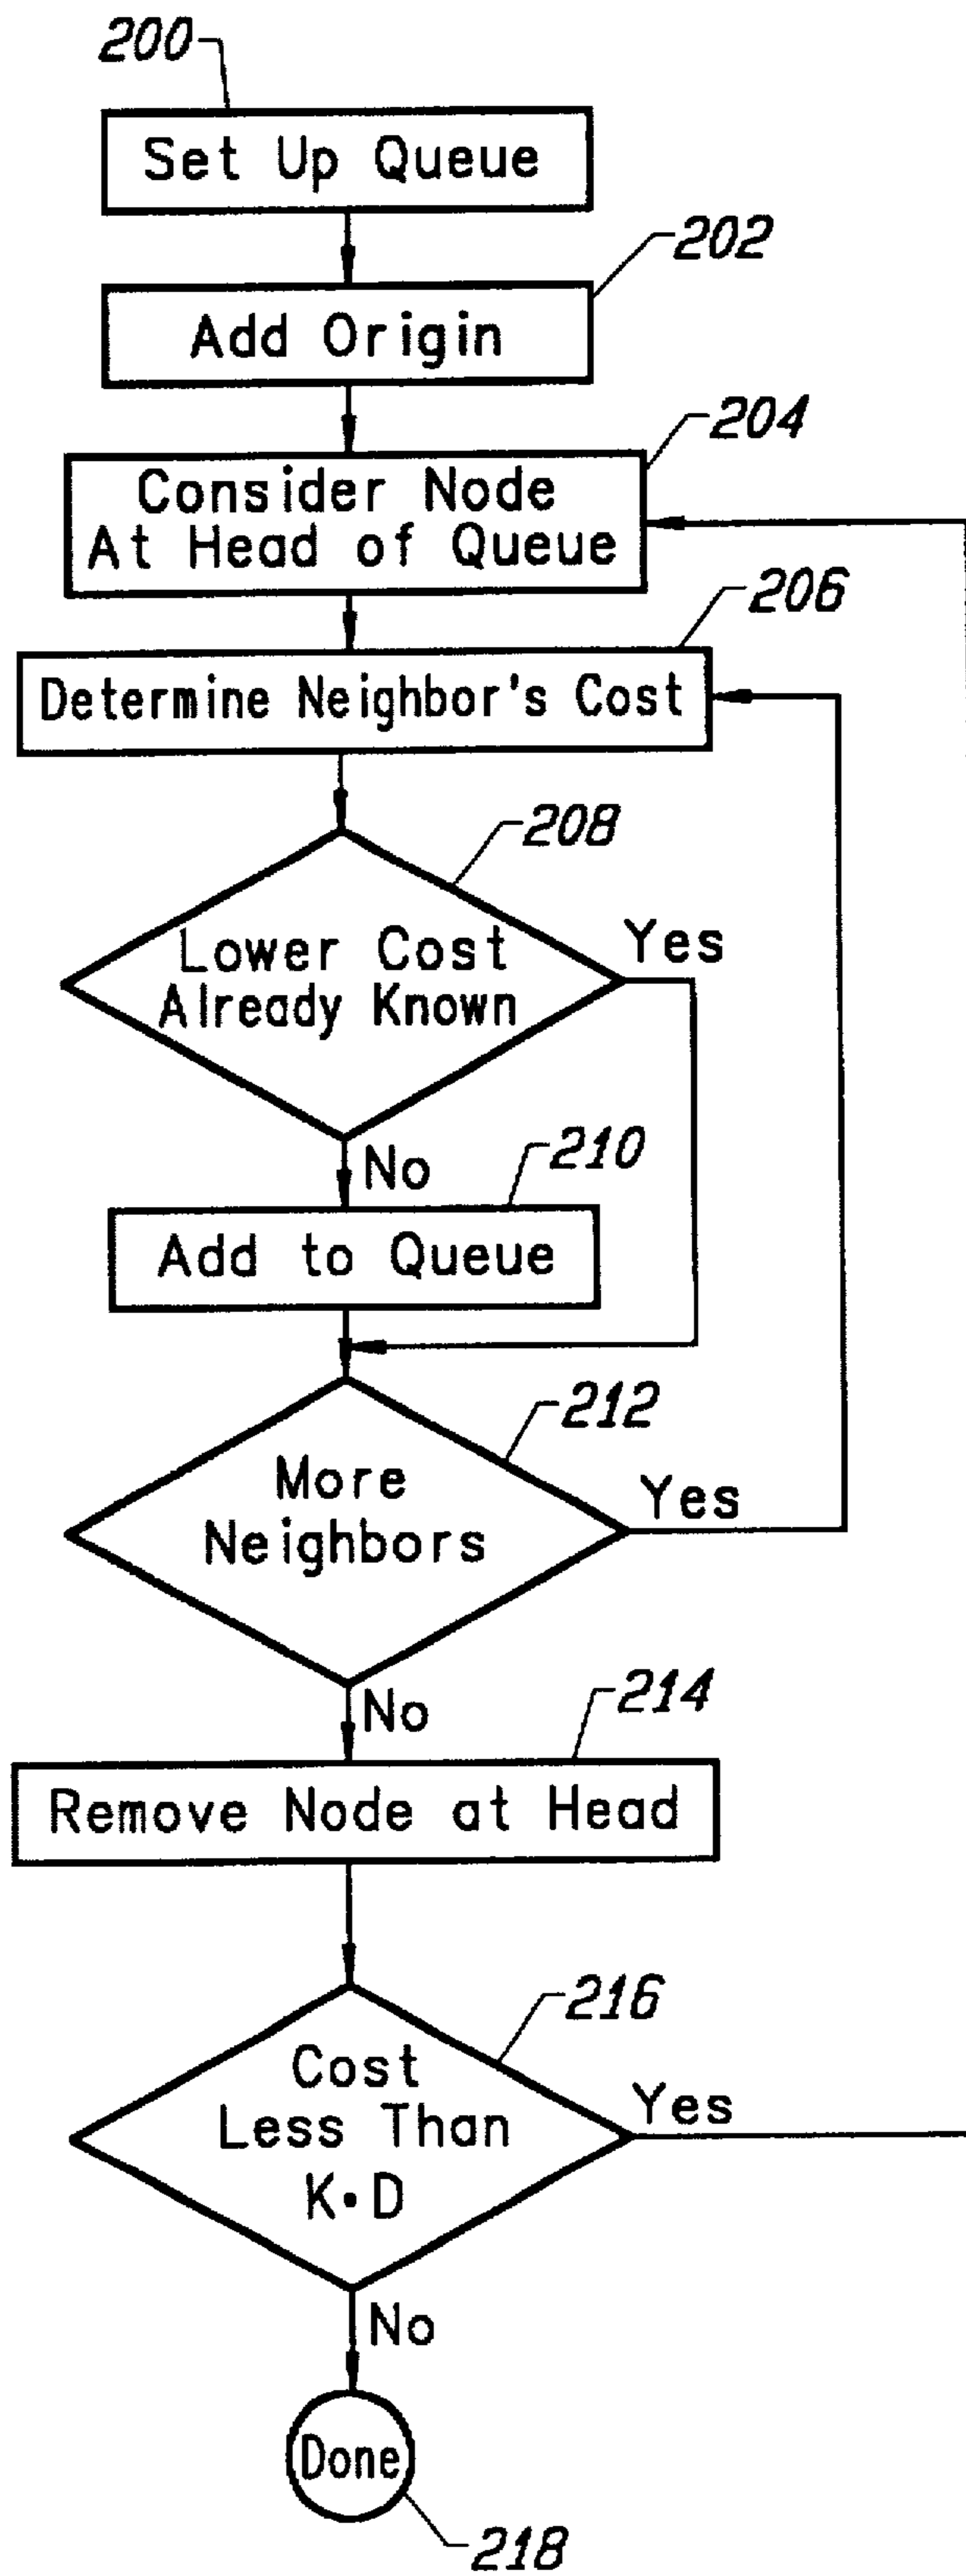 200
Set Up Queue
202
Add Origin
204
Consider Node
At Head of Queue
206
Determine Neighbor's Cost
208
Lower Cost
Already Known
Yes
No
210
Add to Queue
212
More
Neighbors
Yes
No
214
Remove Node at Head
216
Cost
Less Than
K•D
Yes
No
Done
218